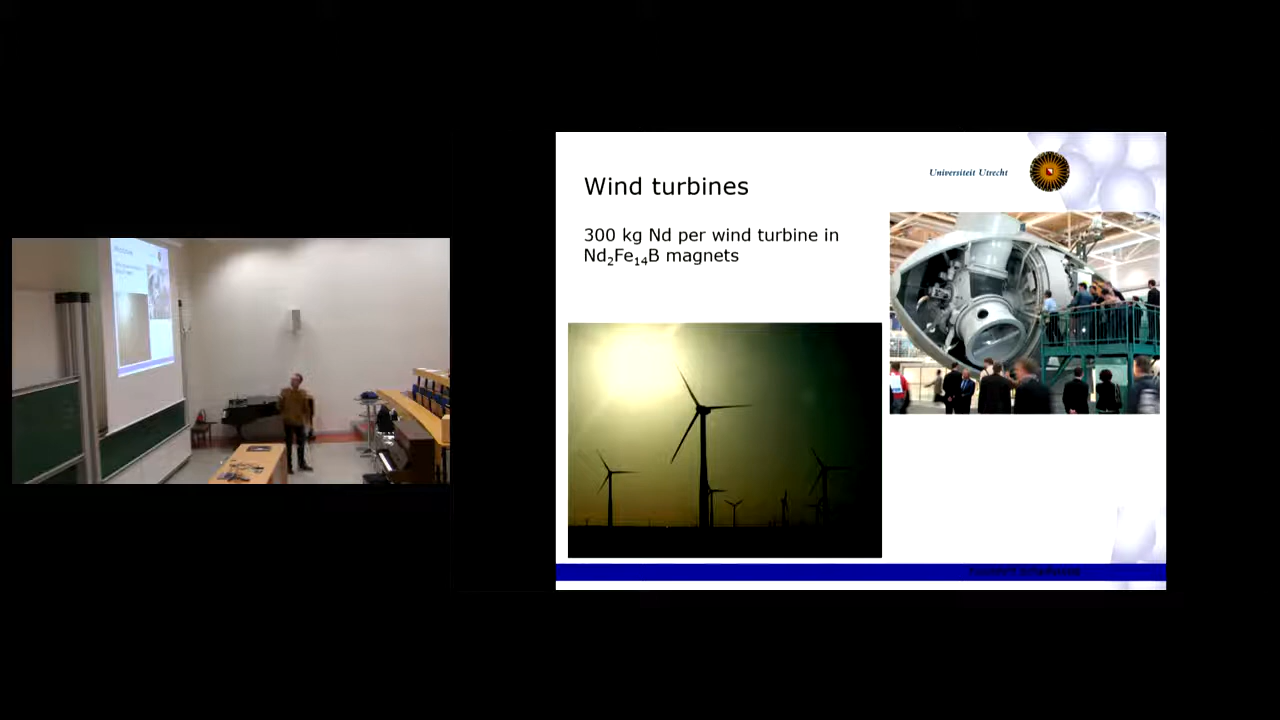 Wind turbines
Universiteit Utrecht
300 kg Nd per wind turbine in
Nd₂Fe₁₄B magnets